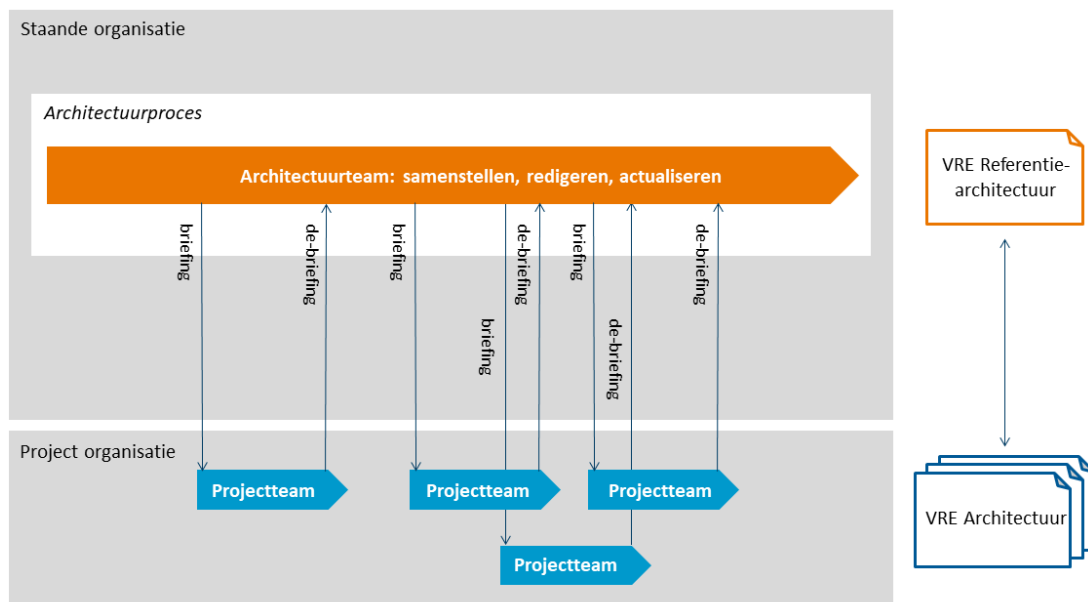 Staande organisatie
Architectuurproces
Architectuurteam: samenstellen, redigeren, actualiseren
briefing
de-briefing
briefing
briefing
de-briefing
briefing
de-briefing
de-briefing
VRE Referentie-
architectuur
Project organisatie
Projectteam
Projectteam
Projectteam
Projectteam
VRE Architectuur